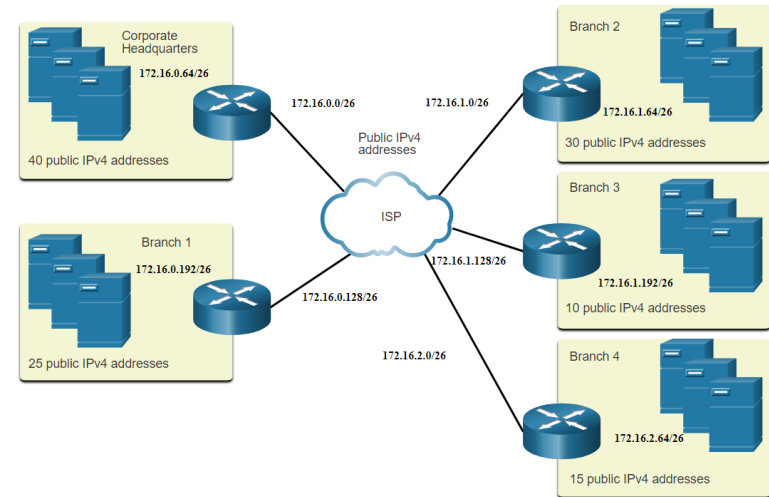 Corporate
Headquarters
172.16.0.64/26
40 public IPv4 addresses
172.16.0.0/26
Branch 1
172.16.0.192/26
25 public IPv4 addresses
172.16.0.128/26
Public IPv4
addresses
ISP
172.16.1.0/26
Branch 2
172.16.1.64/26
30 public IPv4 addresses
172.16.1.128/26
Branch 3
172.16.1.192/26
10 public IPv4 addresses
172.16.2.0/26
Branch 4
172.16.2.64/26
15 public IPv4 addresses